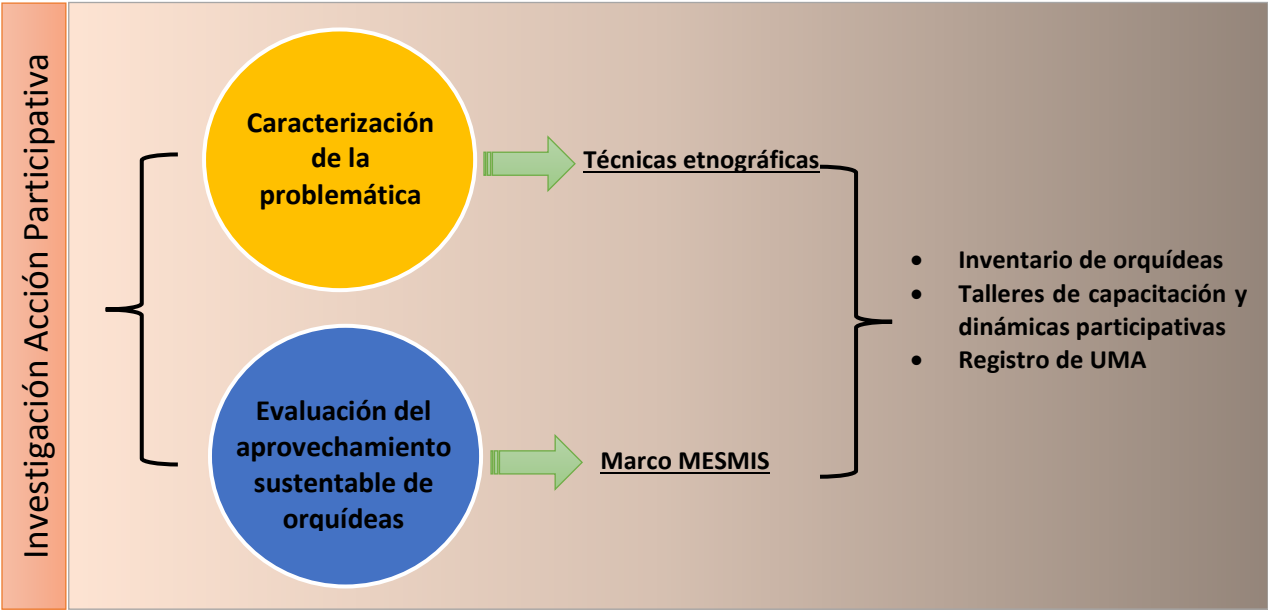 Investigación Acción Participativa
Caracterización
de la
problemática
Técnicas etnográficas
Evaluación del
aprovechamiento
sustentable de
orquídeas
Marco MESMIS
• Inventario de orquídeas
• Talleres de capacitación y
dinámicas participativas
• Registro de UMA